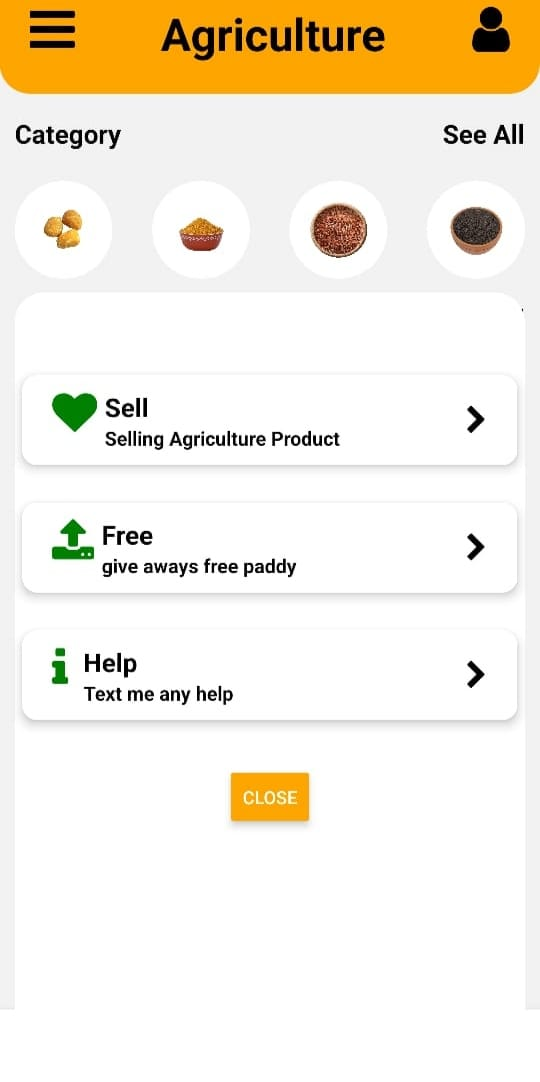 Agriculture
Category
See All
Sell
Selling Agriculture Product
Free
give aways free paddy
Help
Text me any help
CLOSE